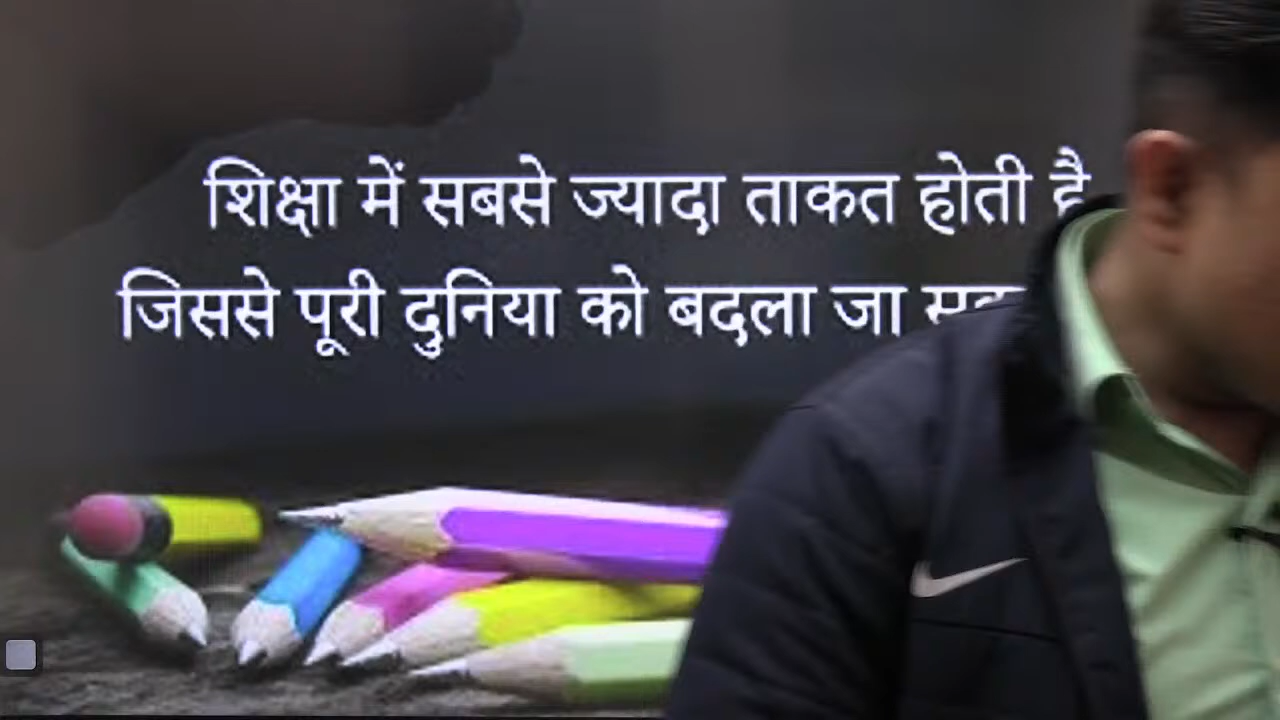 शिक्षा में सबसे ज्यादा ताकत होती है
जिससे पूरी दुनिया को बदला जा